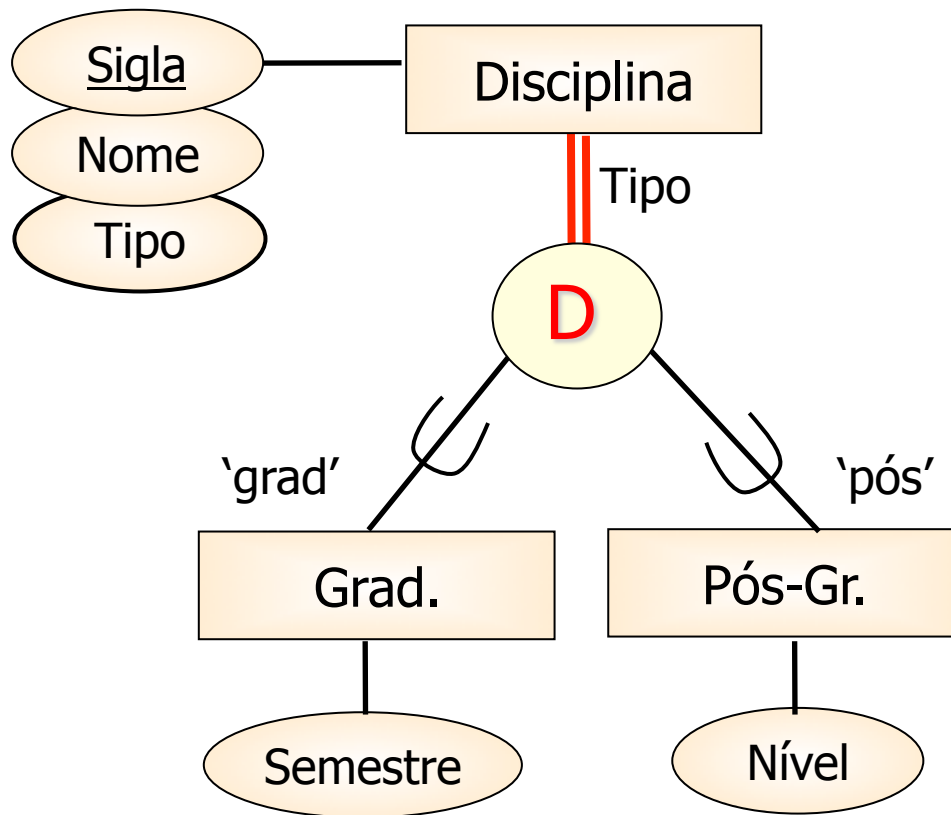 Sigla
Disciplina
Nome
Tipo
Tipo
D
‘grad’
‘pós’
Grad.
Pós-Gr.
Semestre
Nível